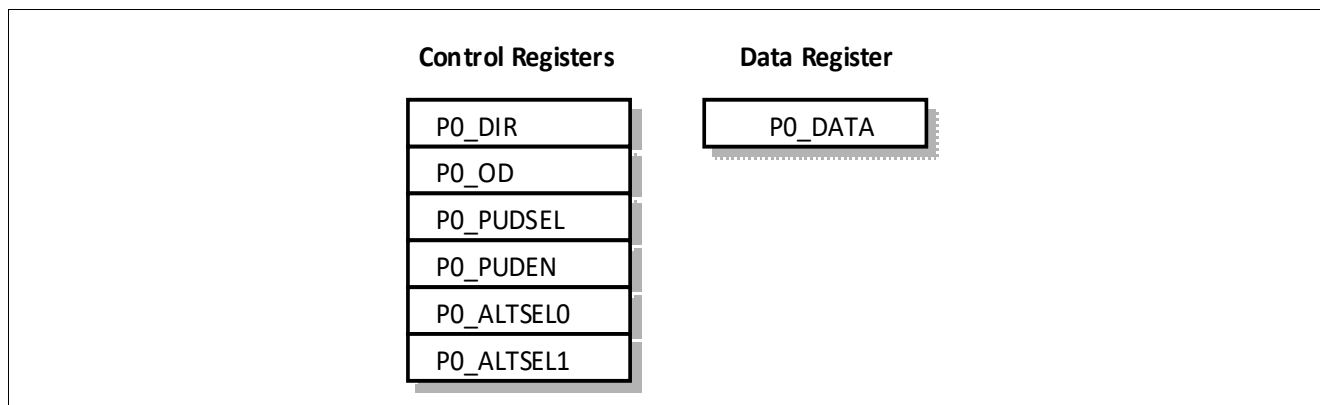 Control Registers
Data Register
P0_DIR
P0_DATA
P0_OD
P0_PUDSEL
P0_PUDEN
P0_ALTSEL0
P0_ALTSEL1